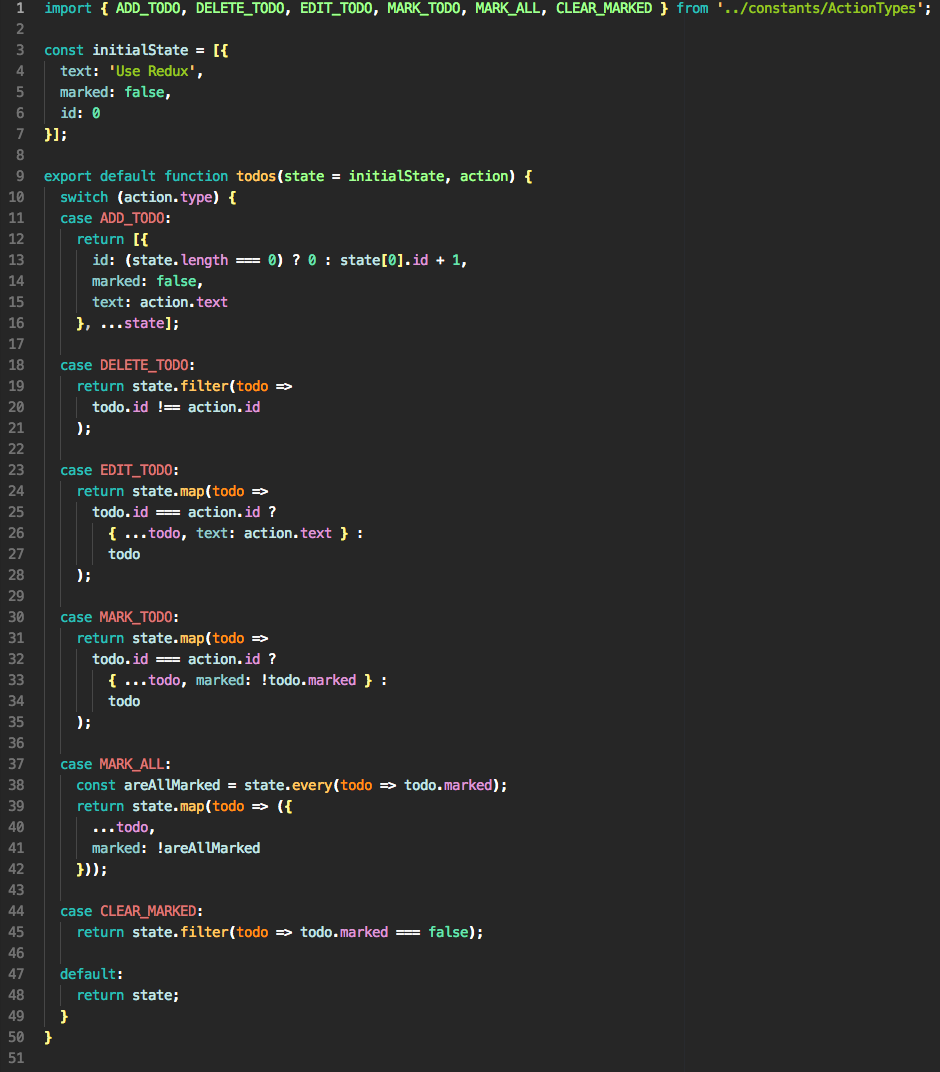 1 import { ADD_TODO, DELETE_TODO, EDIT_TODO, MARK_TODO, MARK_ALL, CLEAR_MARKED } from '../constants/ActionTypes';
2
3 const initialState = [{
4   text: 'Use Redux',
5   marked: false,
6   id: 0
7 }];
8
9 export default function todos(state = initialState, action) {
10   switch (action.type) {
11   case ADD_TODO:
12     return [{
13       id: (state.length === 0) ? 0 : state[0].id + 1,
14       marked: false,
15       text: action.text
16     }, ...state];
17
18   case DELETE_TODO:
19     return state.filter(todo =>
20       todo.id !== action.id
21     );
22
23   case EDIT_TODO:
24     return state.map(todo =>
25       todo.id === action.id ?
26         { ...todo, text: action.text } :
27         todo
28     );
29
30   case MARK_TODO:
31     return state.map(todo =>
32       todo.id === action.id ?
33         { ...todo, marked: !todo.marked } :
34         todo
35     );
36
37   case MARK_ALL:
38     const areAllMarked = state.every(todo => todo.marked);
39     return state.map(todo => ({
40       ...todo,
41       marked: !areAllMarked
42     }));
43
44   case CLEAR_MARKED:
45     return state.filter(todo => todo.marked === false);
46
47   default:
48     return state;
49   }
50 }
51